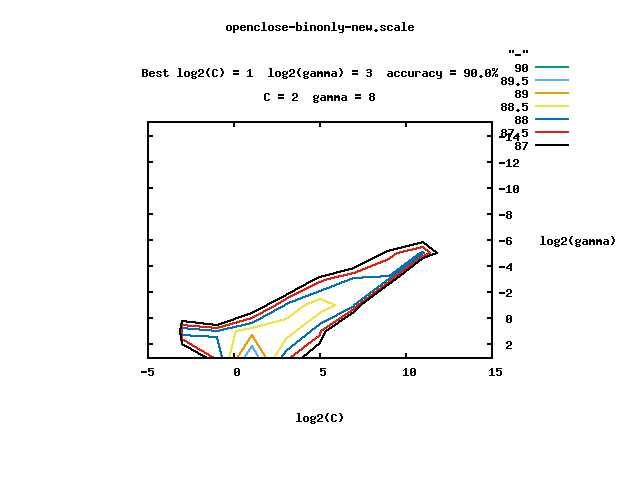 openclose-binonly-new.scale
"-"
Best log2(C) = 1  log2(gamma) = 3  accuracy = 90.0%
C = 2  gamma = 8
90
89.5
89
88.5
88
87.5
87
-14
-12
-10
-8
-6
-4
-2
0
2
log2(gamma)
-5 0 5 10 15
log2(C)